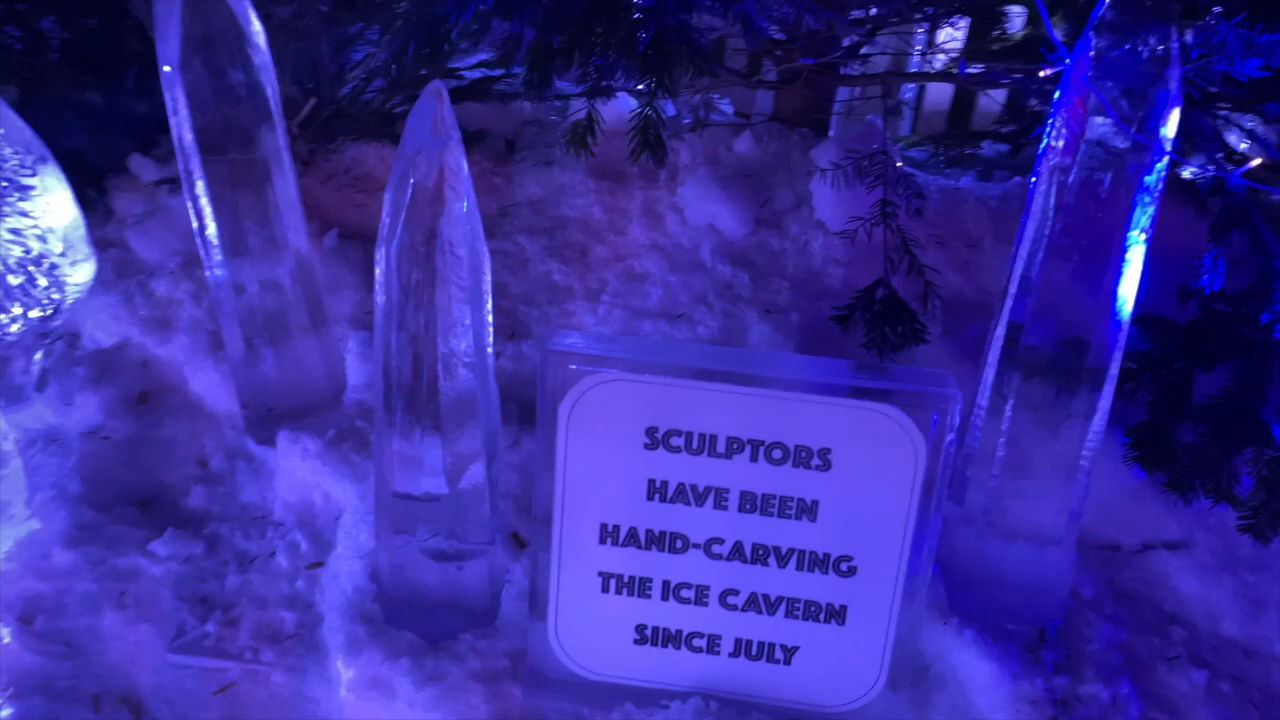 SCULPTORS
HAVE BEEN
HAND-CARVING
THE ICE CAVERN
SINCE JULY